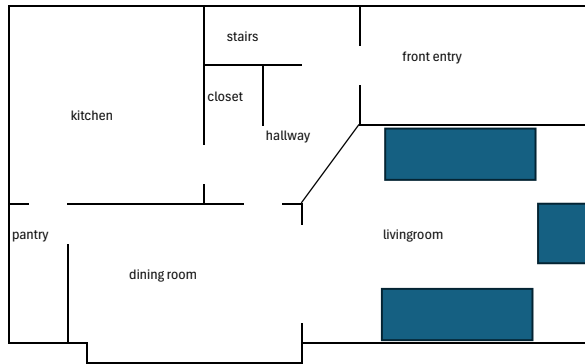 stairs
front entry
closet
kitchen
hallway
pantry
livingroom
dining room